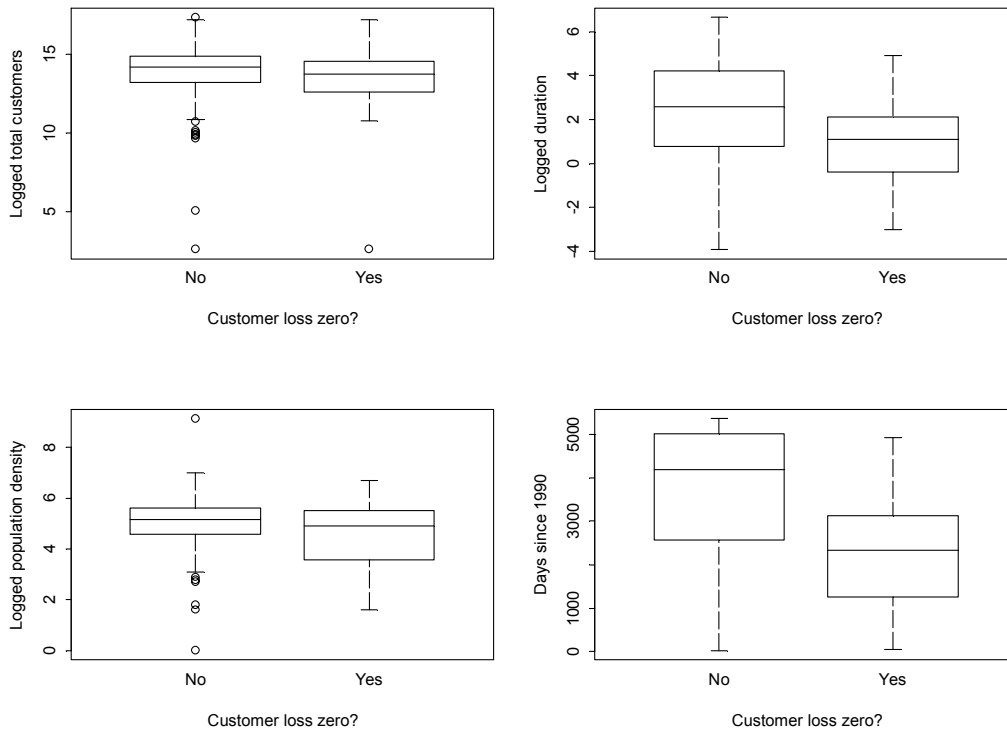 Logged total customers
15
10
5
No
Yes
Customer loss zero?
Logged duration
6
4
2
0
-2
-4
No
Yes
Customer loss zero?
Logged population density
8
6
4
2
0
No
Yes
Customer loss zero?
Days since 1990
5000
3000
1000
0
No
Yes
Customer loss zero?